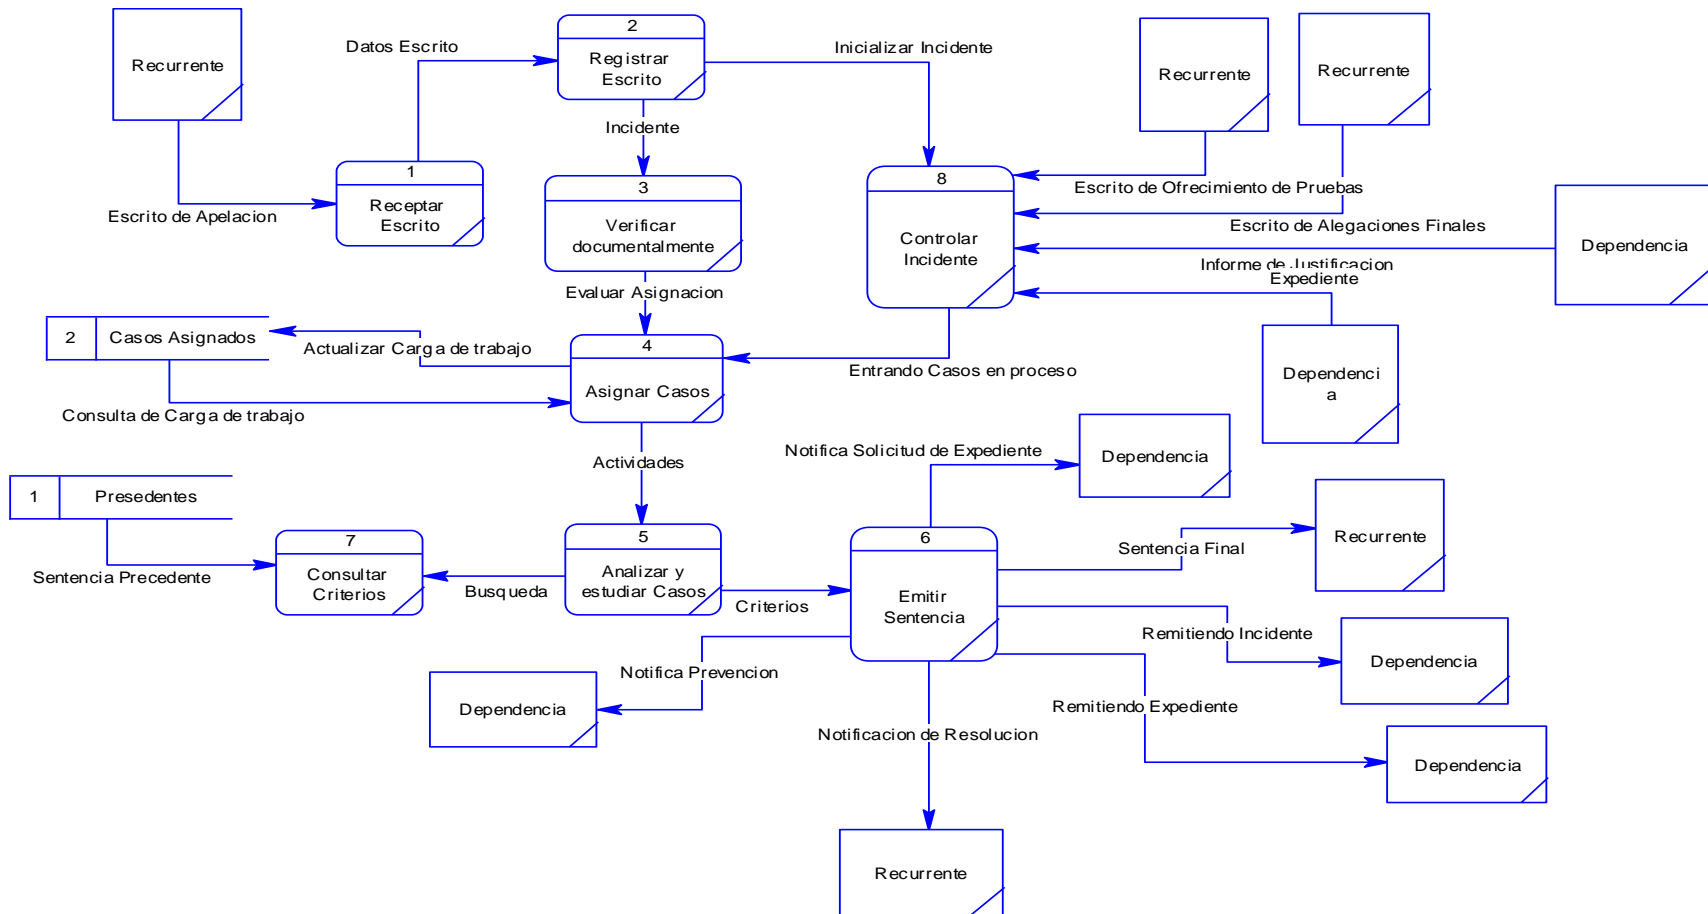 Recurrente
Datos Escrito
2
Registrar
Escrito
Inicializar Incidente
Recurrente
Recurrente
Incidente
1
Receptar
Escrito
Escrito de Apelacion
3
Verificar
documentalmente
8
Controlar
Incidente
Escrito de Ofrecimiento de Pruebas
Escrito de Alegaciones Finales
Dependencia
Informe de Justificacion
Expediente
Evaluar Asignacion
2
Casos Asignados
Actualizar Carga de trabajo
4
Asignar Casos
Entrando Casos en proceso
Dependenci
a
Consulta de Carga de trabajo
Actividades
Notifica Solicitud de Expediente
Dependencia
1
Presedentes
Sentencia Precedente
7
Consultar
Criterios
Busqueda
5
Analizar y
estudiar Casos
Criterios
6
Emitir
Sentencia
Sentencia Final
Recurrente
Remitiendo Incidente
Dependencia
Notifica Prevencion
Dependencia
Remitiendo Expediente
Notificacion de Resolucion
Dependencia
Recurrente